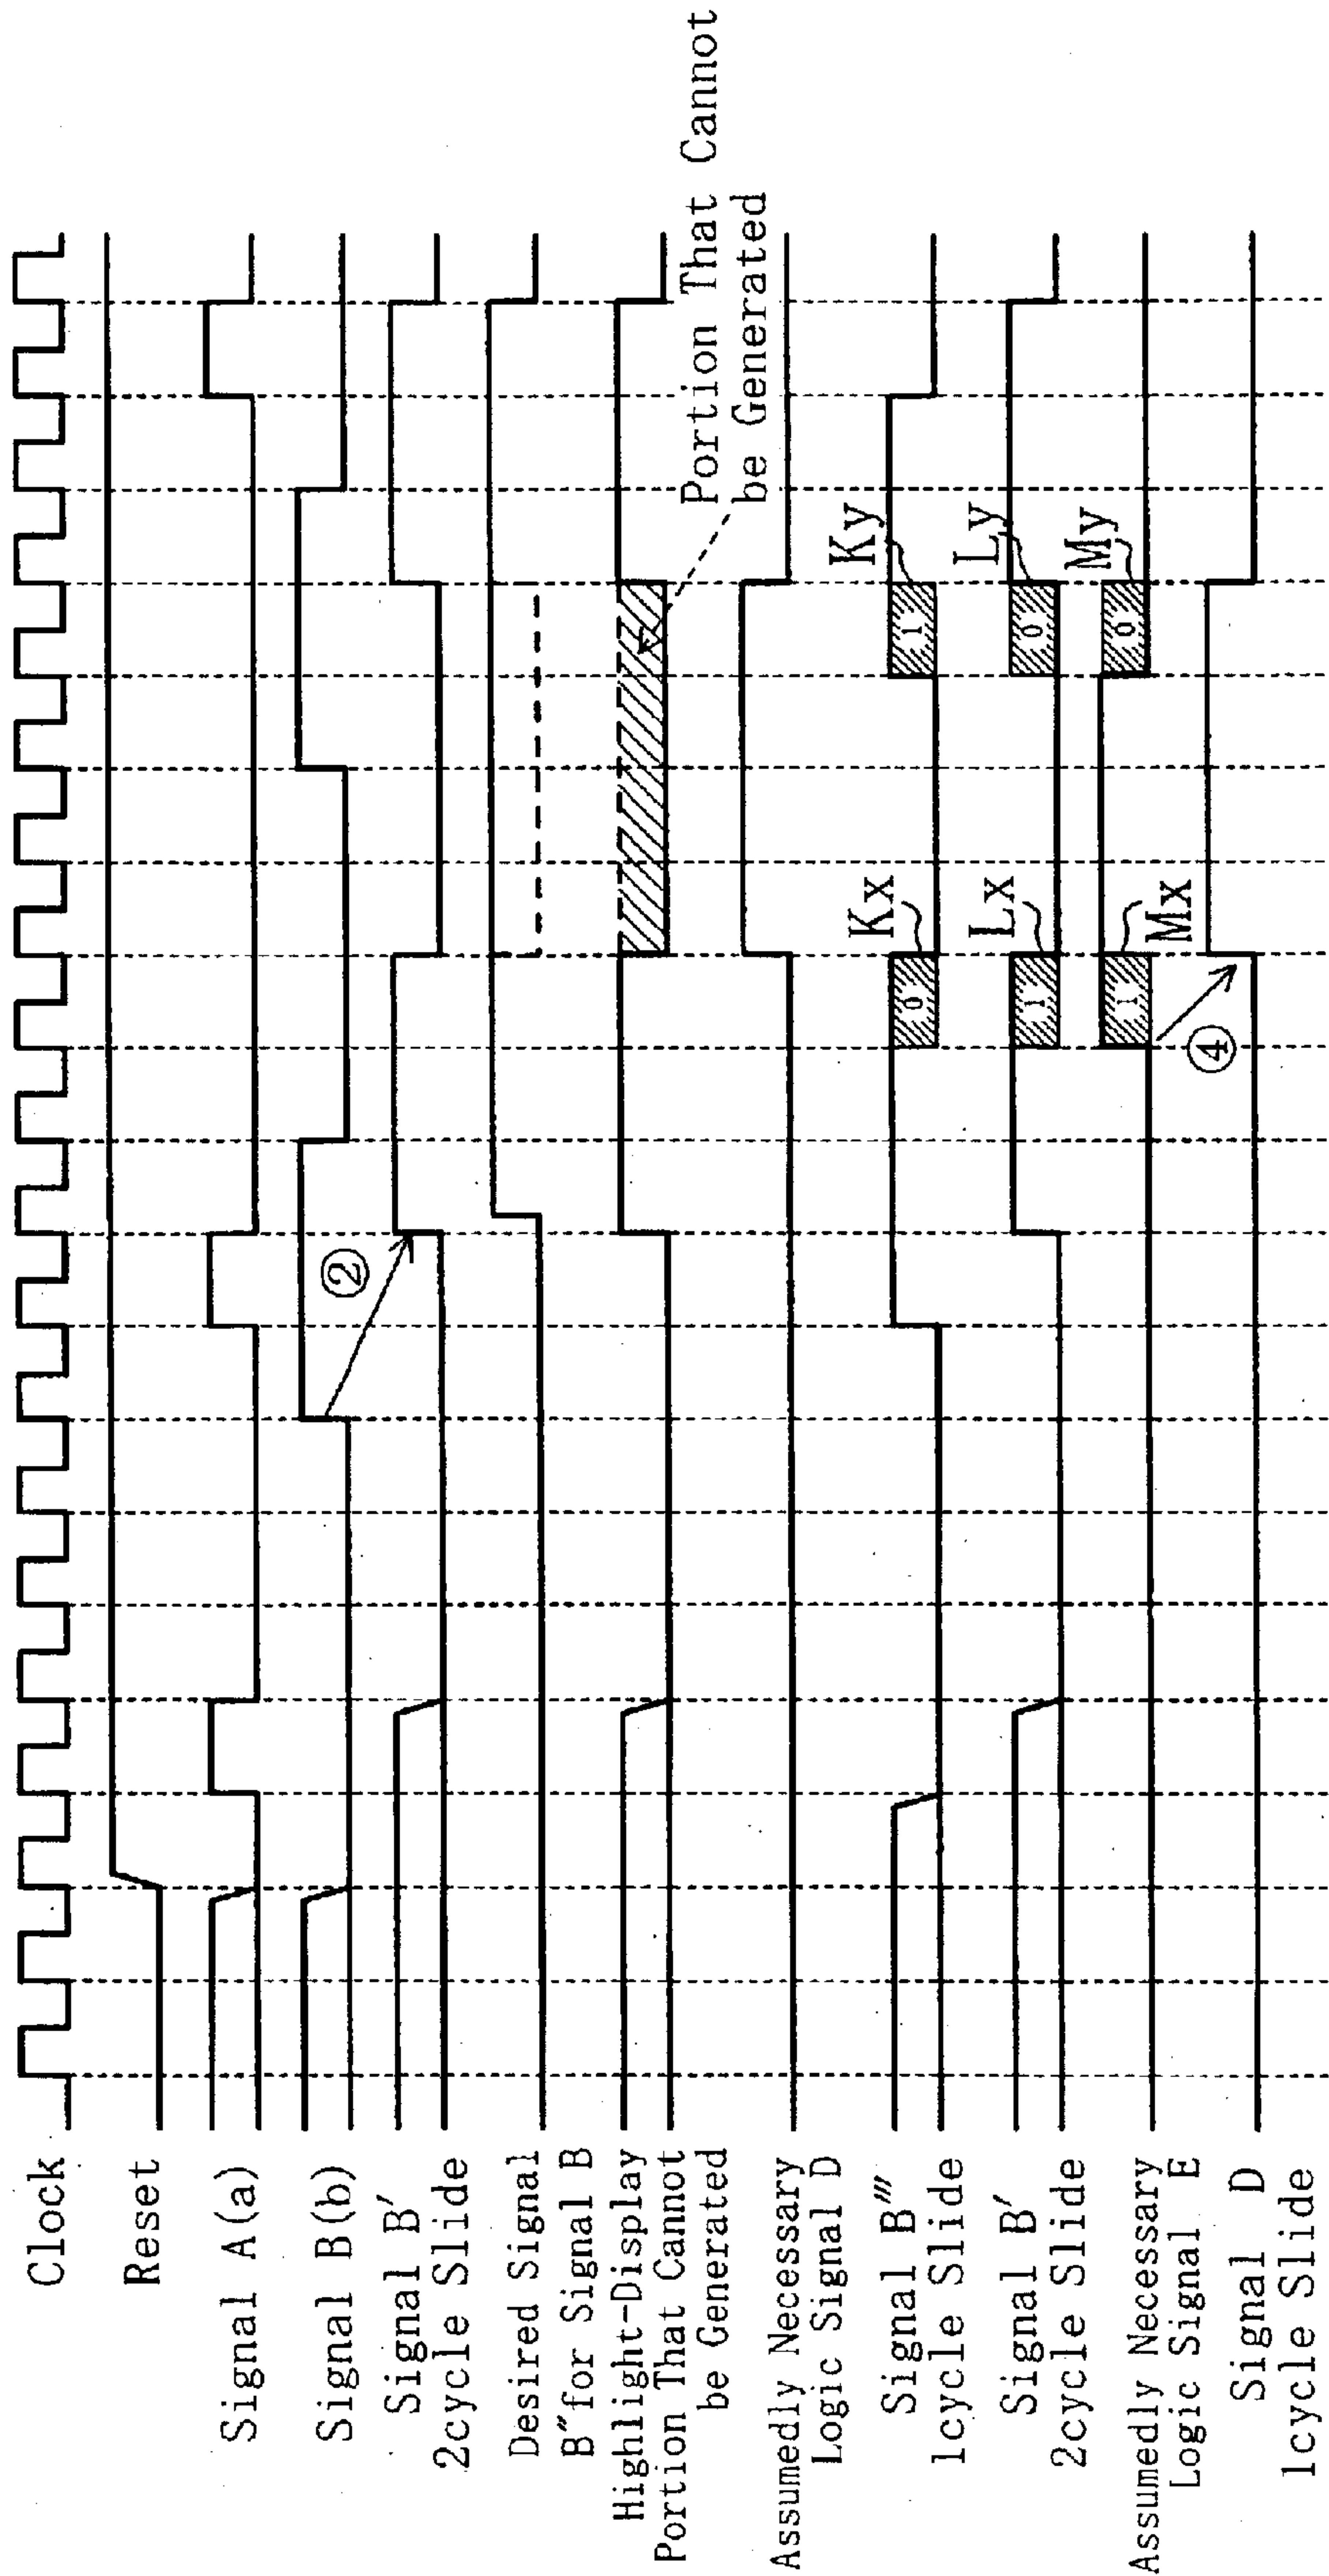 Clock
Reset
Signal A(a)
Signal B(b)
②
Signal B′
2cycle Slide
Desired Signal
B″for Signal B
Highlight-Display
Portion That Cannot
be Generated
Portion That Cannot
be Generated
Assumedly Necessary
Logic Signal D
Signal B‴
1cycle Slide
Kx
0
Ky
1
Signal B′
2cycle Slide
Lx
1
Ly
0
Assumedly Necessary
Logic Signal E
1
Mx
0
My
④
Signal D
1cycle Slide